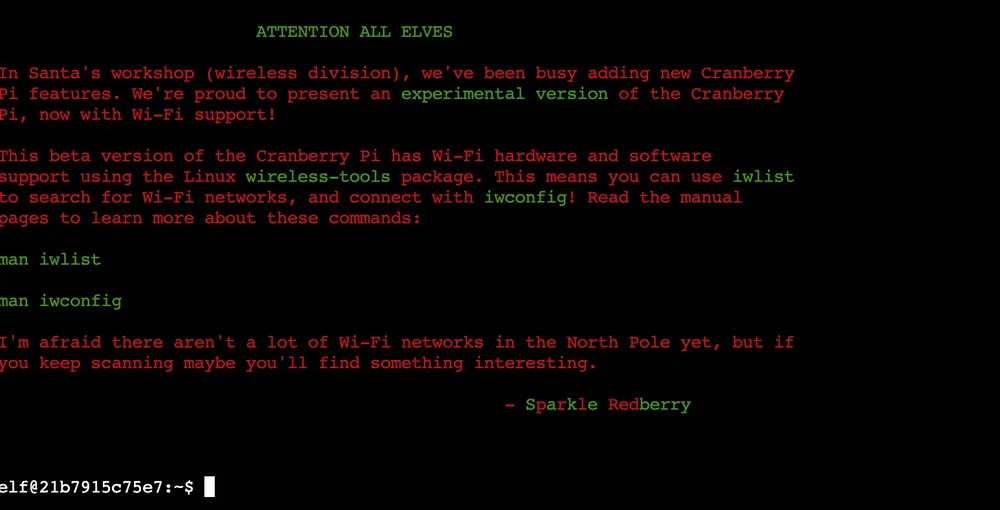 ATTENTION ALL ELVES
In Santa's workshop (wireless division), we've been busy adding new Cranberry
Pi features. We're proud to present an experimental version of the Cranberry
Pi, now with Wi-Fi support!
This beta version of the Cranberry Pi has Wi-Fi hardware and software
support using the Linux wireless-tools package. This means you can use iwlist
to search for Wi-Fi networks, and connect with iwconfig! Read the manual
pages to learn more about these commands:
man iwlist
man iwconfig
I'm afraid there aren't a lot of Wi-Fi networks in the North Pole yet, but if
you keep scanning maybe you'll find something interesting.
- Sparkle Redberry
elf@21b7915c75e7:~$